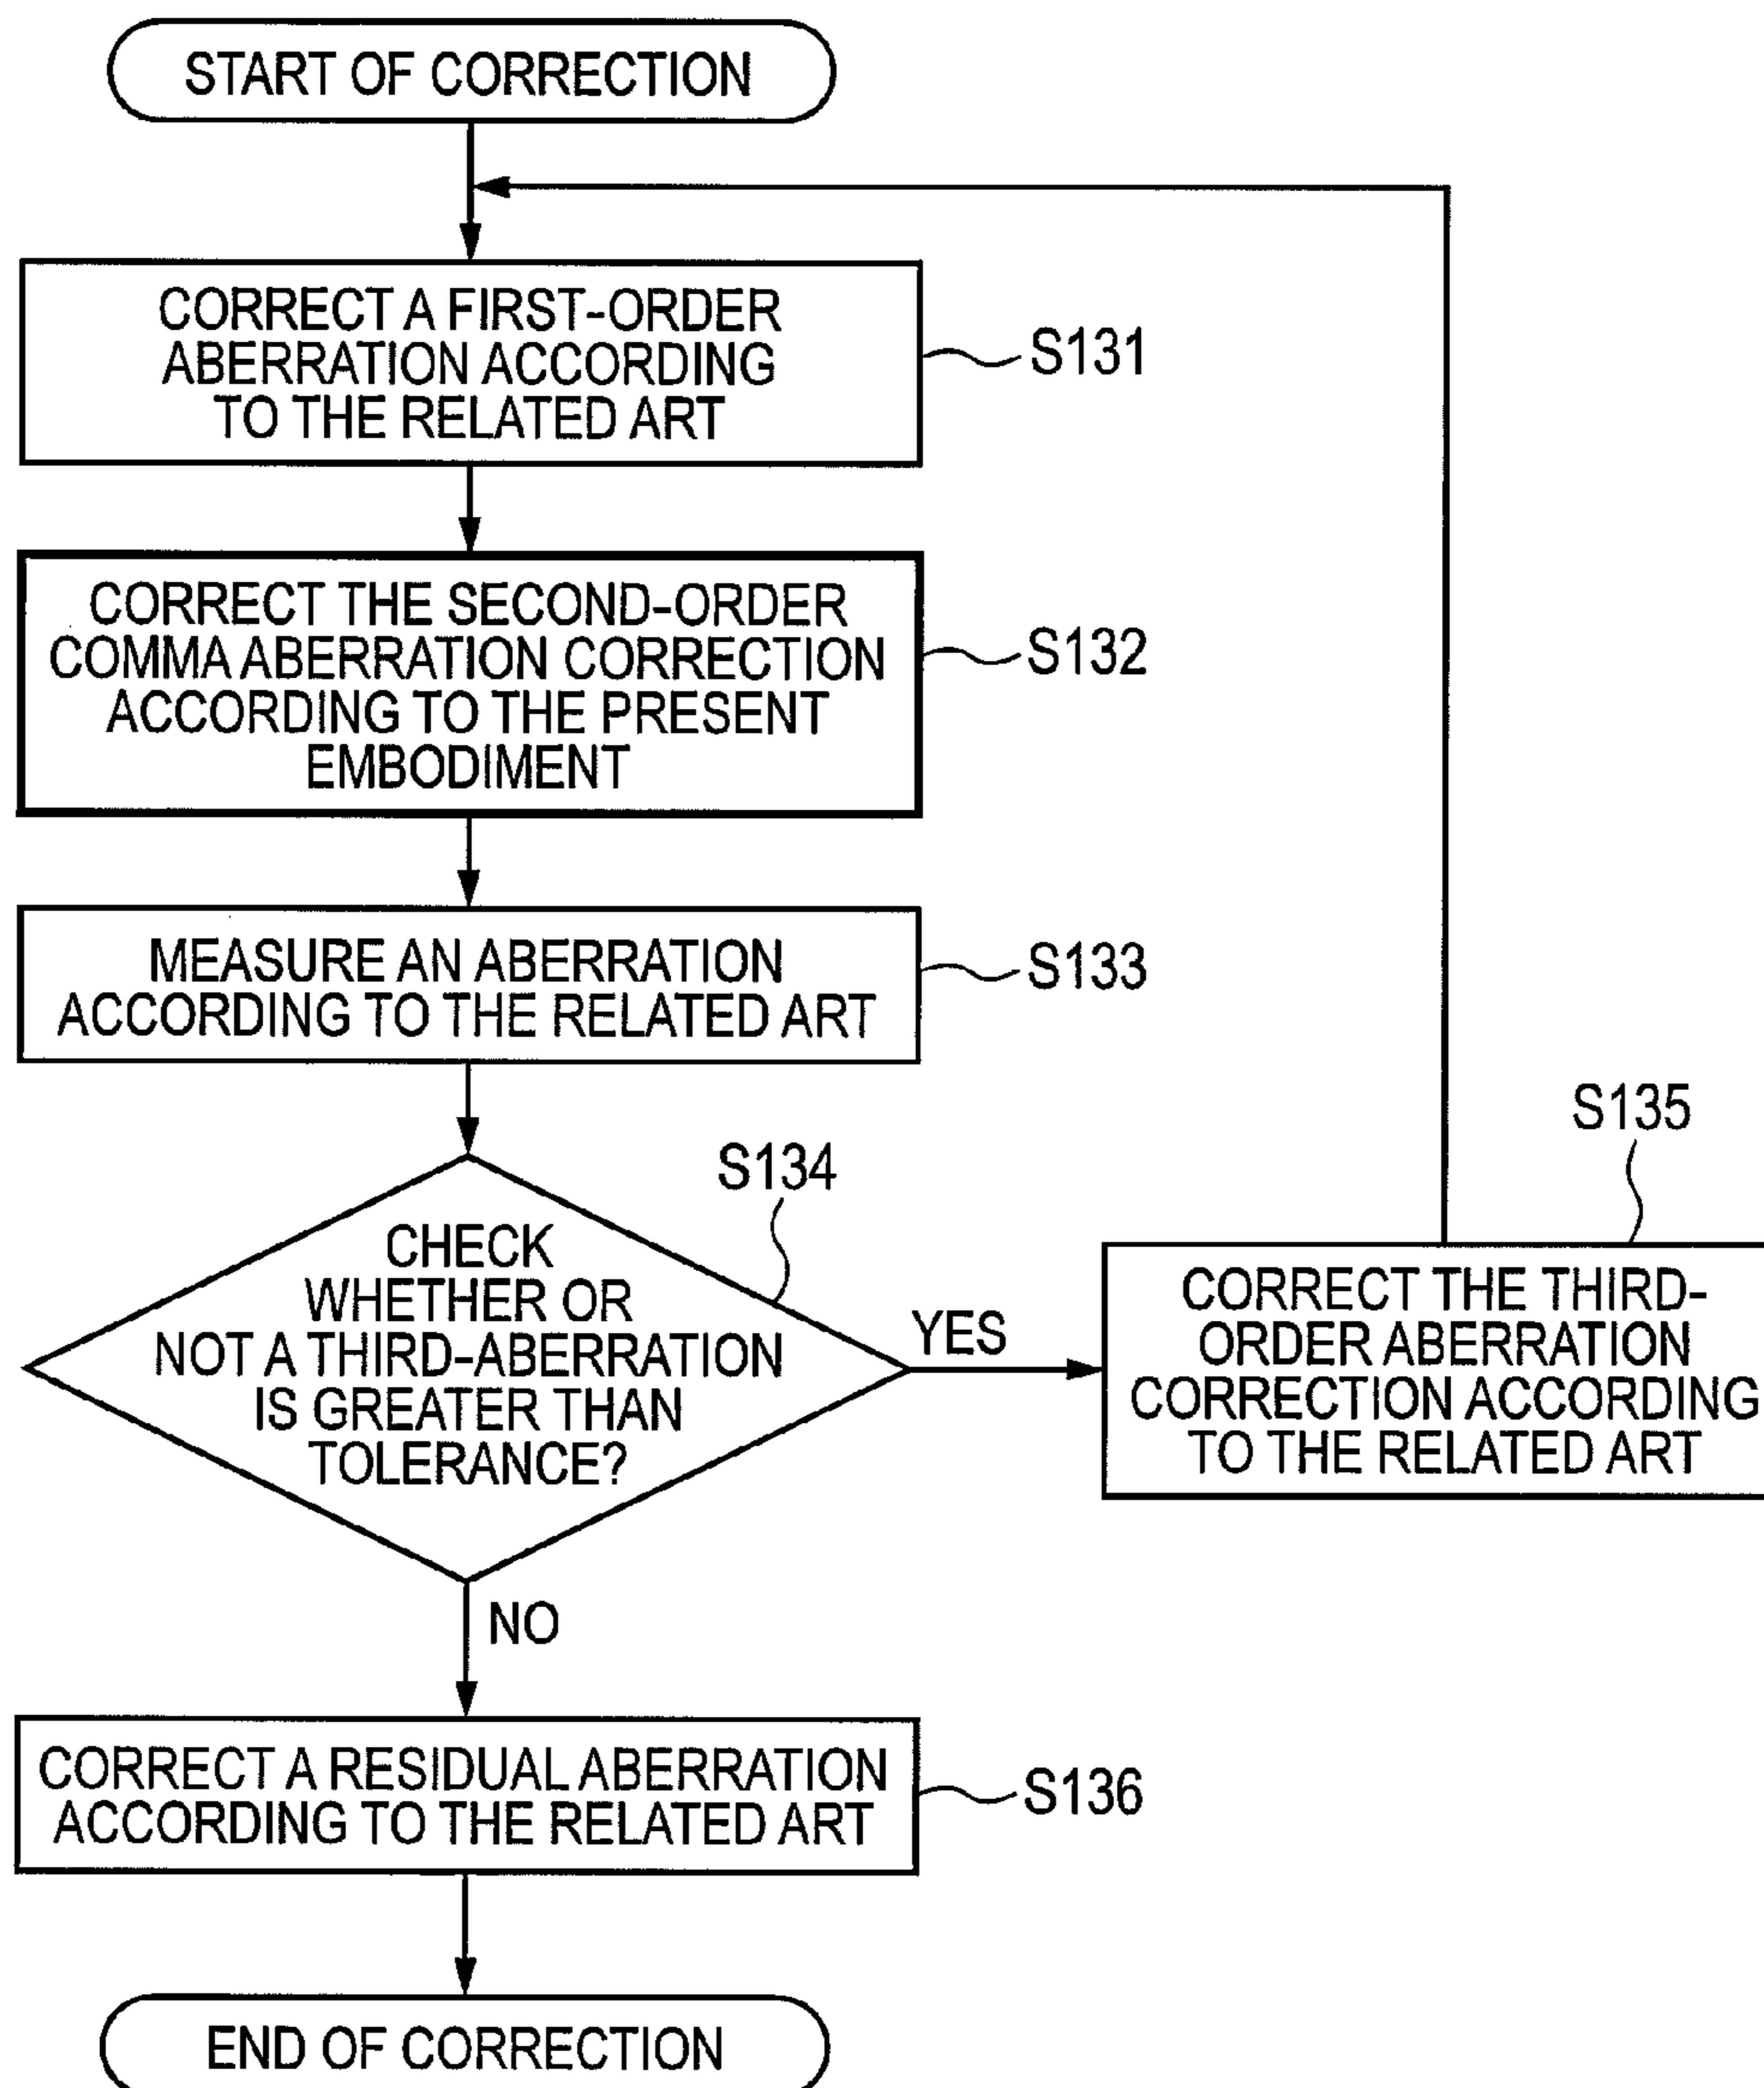 START OF CORRECTION
CORRECT A FIRST-ORDER
ABERRATION ACCORDING
TO THE RELATED ART
S131
CORRECT THE SECOND-ORDER
COMMA ABERRATION CORRECTION
ACCORDING TO THE PRESENT
EMBODIMENT
S132
MEASURE AN ABERRATION
ACCORDING TO THE RELATED ART
S133
S134
CHECK
WHETHER OR
NOT A THIRD-ABERRATION
IS GREATER THAN
TOLERANCE?
YES
S135
CORRECT THE THIRD-
ORDER ABERRATION
CORRECTION ACCORDING
TO THE RELATED ART
NO
CORRECT A RESIDUAL ABERRATION
ACCORDING TO THE RELATED ART
S136
END OF CORRECTION